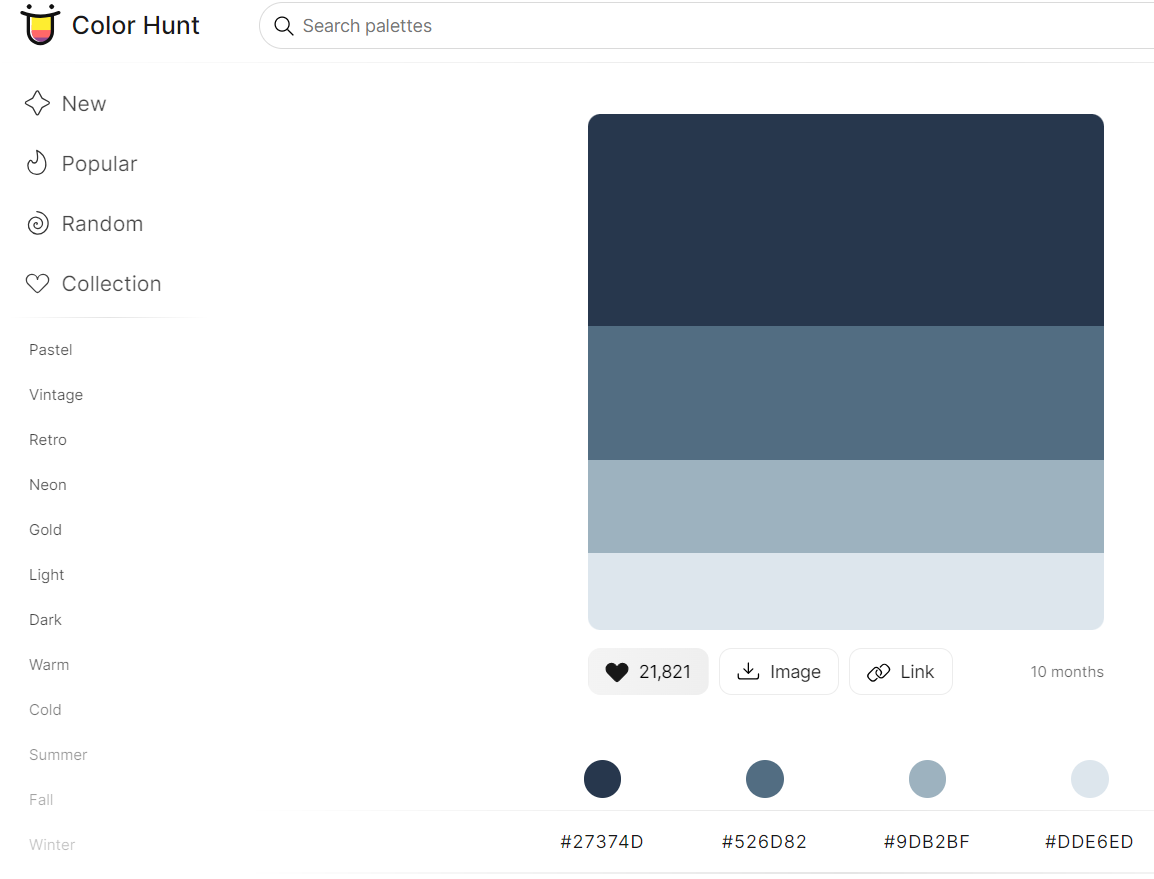 Color Hunt
Search palettes
New
Popular
Random
Collection
Pastel
Vintage
Retro
Neon
Gold
Light
Dark
Warm
Cold
Summer
Fall
Winter
21,821
Image
Link
10 months
#27374D
#526D82
#9DB2BF
#DDE6ED